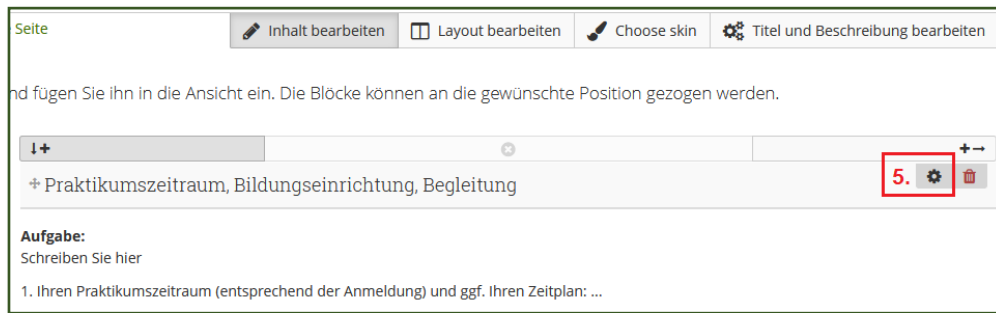 Seite Inhalt bearbeiten Layout bearbeiten Choose skin Titel und Beschreibung bearbeiten
nd fügen Sie ihn in die Ansicht ein. Die Blöcke können an die gewünschte Position gezogen werden.
Praktikumszeitraum, Bildungseinrichtung, Begleitung 5.
Aufgabe:
Schreiben Sie hier
1. Ihren Praktikumszeitraum (entsprechend der Anmeldung) und ggf. Ihren Zeitplan: ...